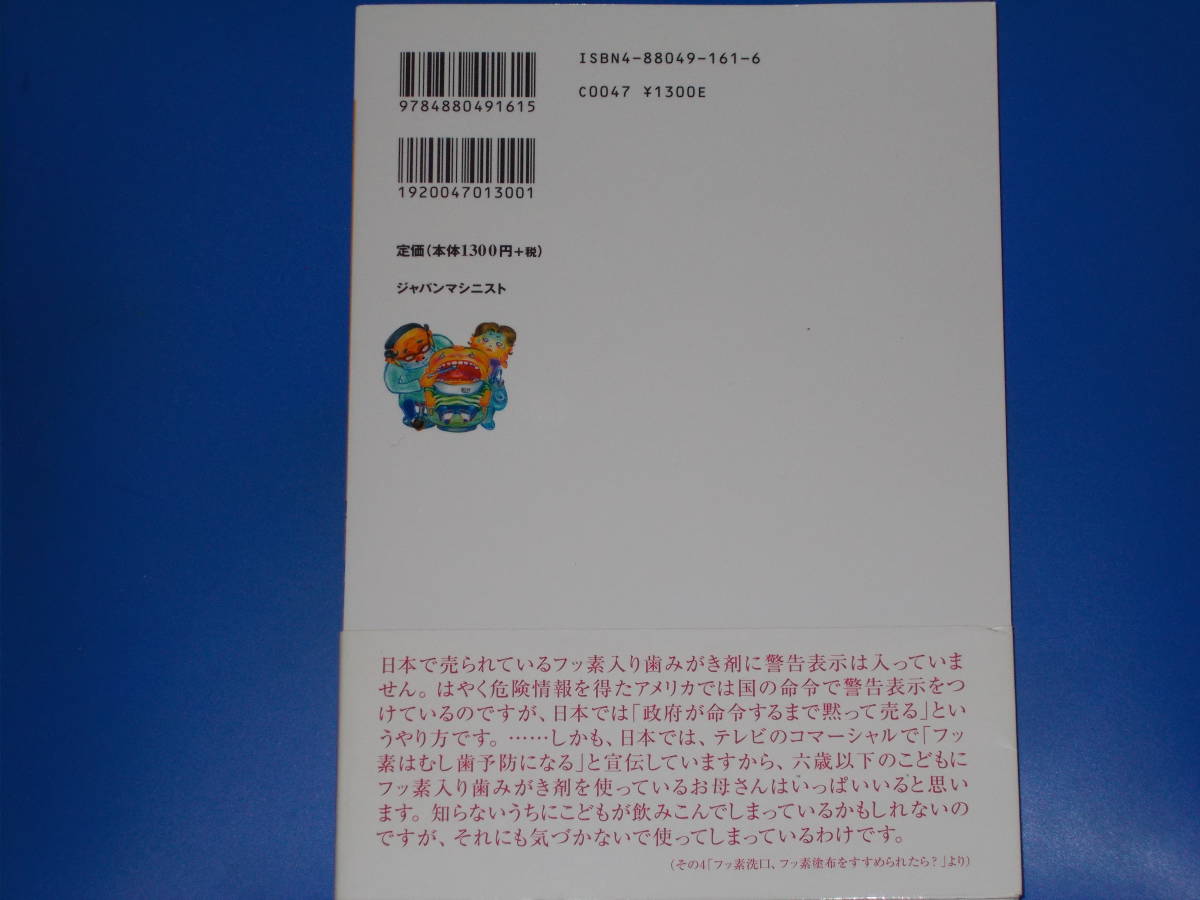 ISBN4-88049-161-6
9784880491615
C0047 ¥1300E
1920047013001
定価(本体1300円+税)
ジャパンマシニスト
日本で売られているフッ素入り歯みがき剤に警告表示は入っていま
せん。はやく危険情報を得たアメリカでは国の命令で警告表示をつ
けているのですが、日本では「政府が命令するまで黙って売る」とい
うやり方です。……しかも、日本では、テレビのコマーシャルで「フッ
素はむし歯予防になる」と宣伝していますから、六歳以下のこどもに
フッ素入り歯みがき剤を使っているお母さんはいっぱいいると思い
ます。知らないうちにこどもが飲みこんでしまっているかもしれないの
ですが、それにも気づかないで使ってしまっているわけです。
(その4「フッ素洗口、フッ素塗布をすすめられたら?」より)